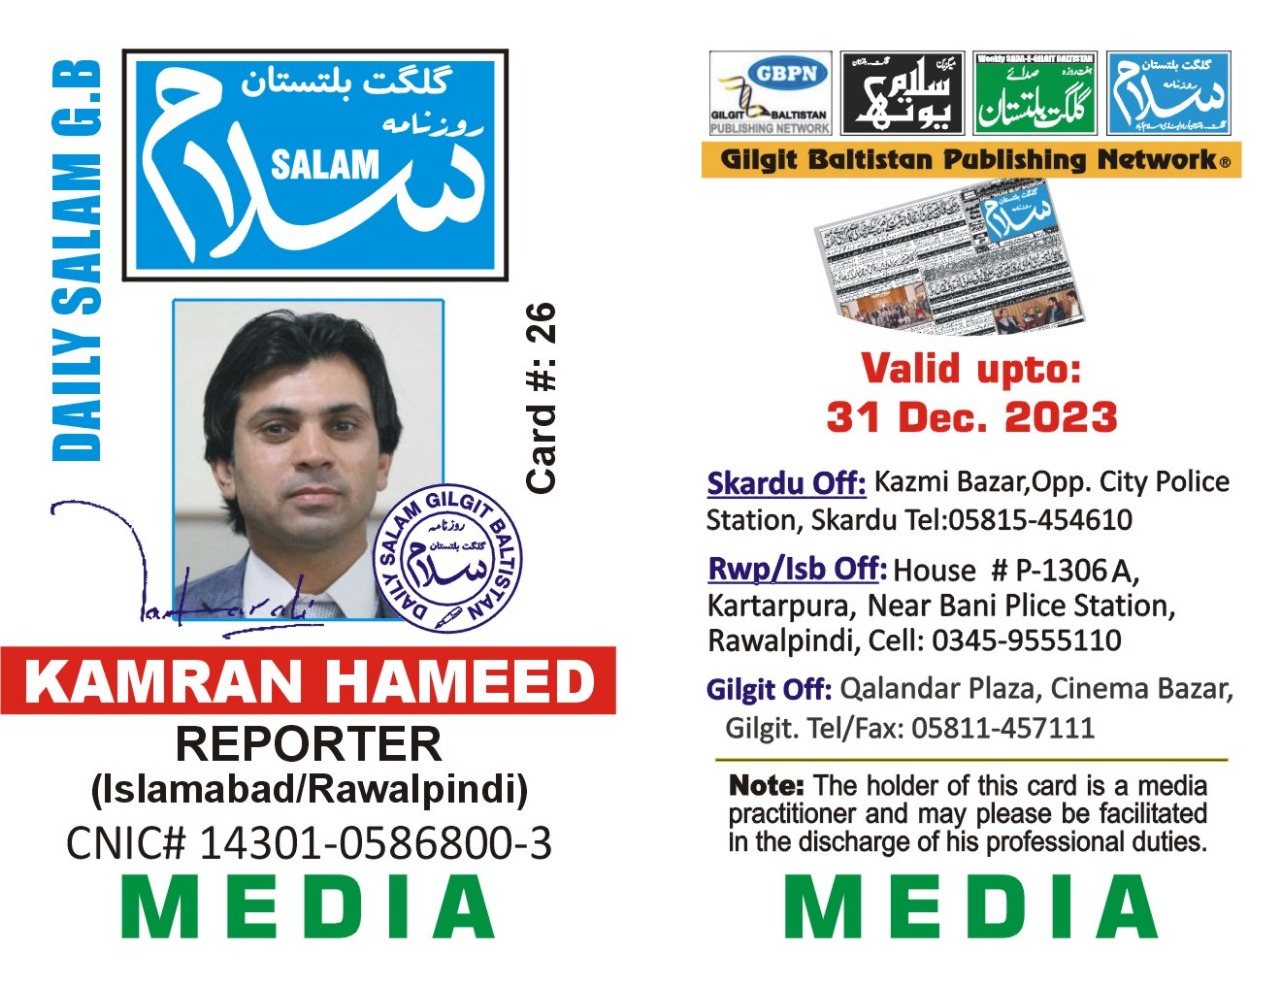 DAILY SALAM G.B
گلگت بلتستان
روزنامہ
سلام
SALAM
Card #: 26
DAILY SALAM GILGIT BALTISTAN
روزنامہ
گلگت بلتستان
سلام
KAMRAN HAMEED
REPORTER
(Islamabad/Rawalpindi)
CNIC# 14301-0586800-3
MEDIA
GBPN
GILGIT BALTISTAN
PUBLISHING NETWORK
سلام
یوتھ
Weekly SADA-E-GILGIT BALTISTAN
ہفت روزہ صدائے
گلگت بلتستان
گلگت بلتستان
روزنامہ
سلام
Gilgit Baltistan Publishing Network®
گلگت بلتستان
روزنامہ
سلام
Valid upto:
31 Dec. 2023
Skardu Off: Kazmi Bazar,Opp. City Police
Station, Skardu Tel:05815-454610
Rwp/Isb Off: House # P-1306 A,
Kartarpura, Near Bani Plice Station,
Rawalpindi, Cell: 0345-9555110
Gilgit Off: Qalandar Plaza, Cinema Bazar,
Gilgit. Tel/Fax: 05811-457111
Note: The holder of this card is a media
practitioner and may please be facilitated
in the discharge of his professional duties.
MEDIA